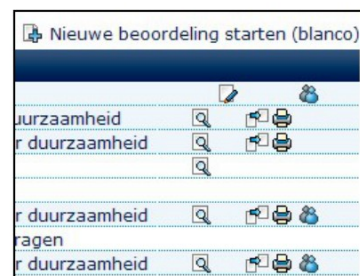 Nieuwe beoordeling starten (blanco)
uurzaamheid
r duurzaamheid
r duurzaamheid
ragen
r duurzaamheid